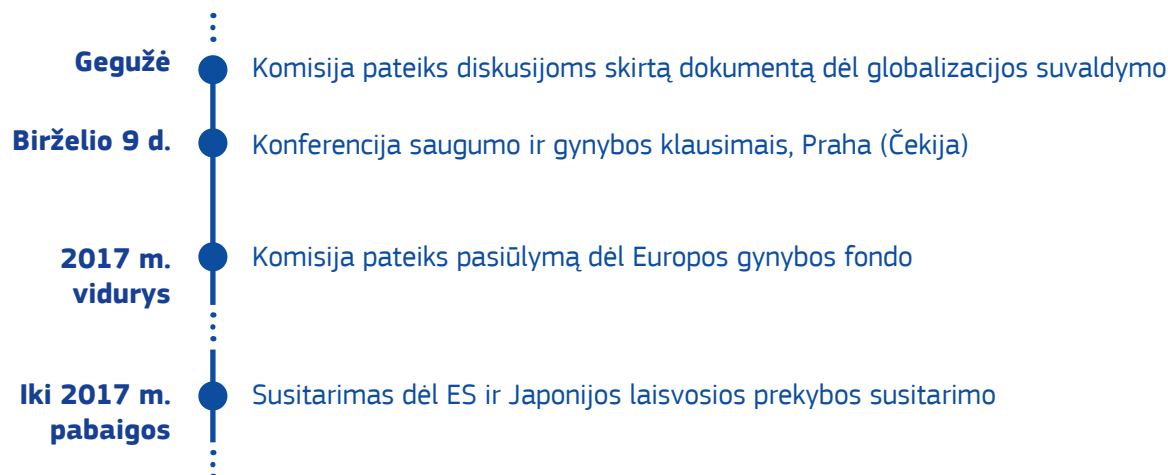 Gegužė
Komisija pateiks diskusijoms skirtą dokumentą dėl globalizacijos suvaldymo
Birželio 9 d.
Konferencija saugumo ir gynybos klausimais, Praha (Čekija)
2017 m.
vidurys
Komisija pateiks pasiūlymą dėl Europos gynybos fondo
Iki 2017 m.
pabaigos
Susitarimas dėl ES ir Japonijos laisvosios prekybos susitarimo